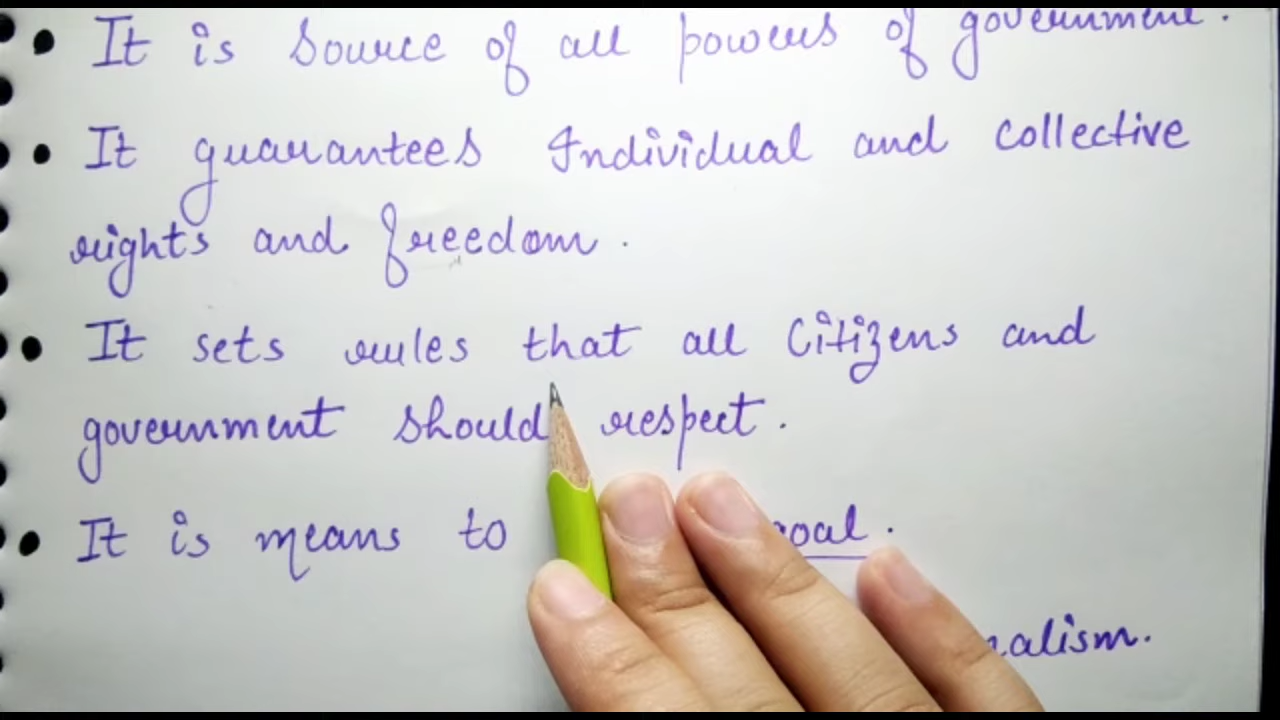 • It is Source of all powers of government.
• It guarantees Individual and collective
rights and freedom.
• It sets rules that all Citizens and
government should respect.
• It is means to goal.